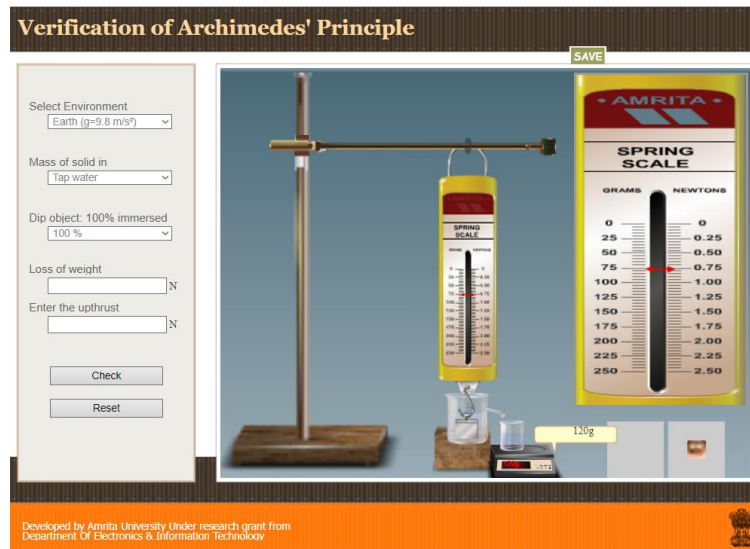 Verification of Archimedes' Principle
SAVE
Select Environment
Earth (g=9.8 m/s²)
Mass of solid in
Tap water
Dip object: 100% immersed
100 %
Loss of weight
N
Enter the upthrust
N
Check
Reset
SPRING
SCALE
120g
• AMRITA •
SPRING
SCALE
GRAMS NEWTONS
0 0
25 0.25
50 0.50
75 0.75
100 1.00
125 1.25
150 1.50
175 1.75
200 2.00
225 2.25
250 2.50
Developed by Amrita University Under research grant from
Department Of Electronics & Information Technology